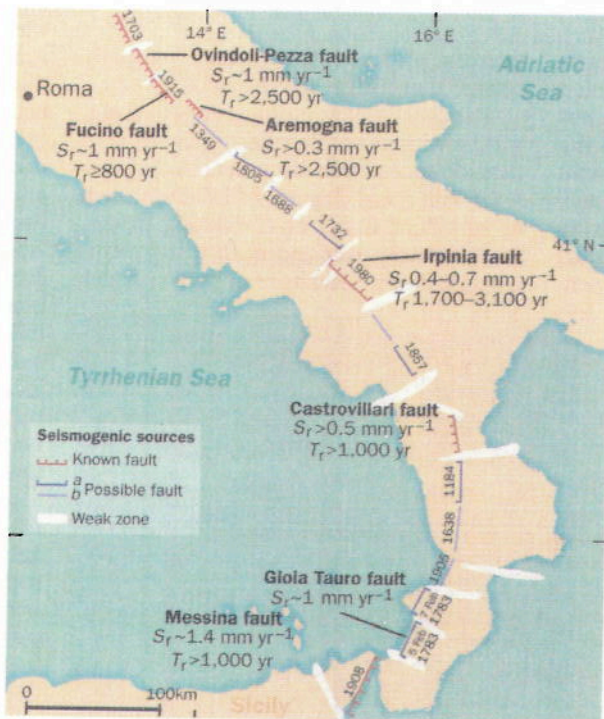 14° E
16° E
1703
Ovindoli-Pezza fault
Sr~1 mm yr−1
Tr>2,500 yr
Adriatic
Sea
Roma
1915
Fucino fault
Sr~1 mm yr−1
Tr≥800 yr
Aremogna fault
Sr>0.3 mm yr−1
Tr>2,500 yr
1349
1805
1688
1732
41° N
1980
Irpinia fault
Sr 0.4–0.7 mm yr−1
Tr 1,700–3,100 yr
1857
Tyrrhenian Sea
Castrovillari fault
Sr>0.5 mm yr−1
Tr>1,000 yr
Seismogenic sources
Known fault
a
b Possible fault
Weak zone
1184
1638
1905
Gioia Tauro fault
Sr~1 mm yr−1
7 Feb
1783
5 Feb
1783
Messina fault
Sr~1.4 mm yr−1
Tr>1,000 yr
1908
0
100km
Sicily